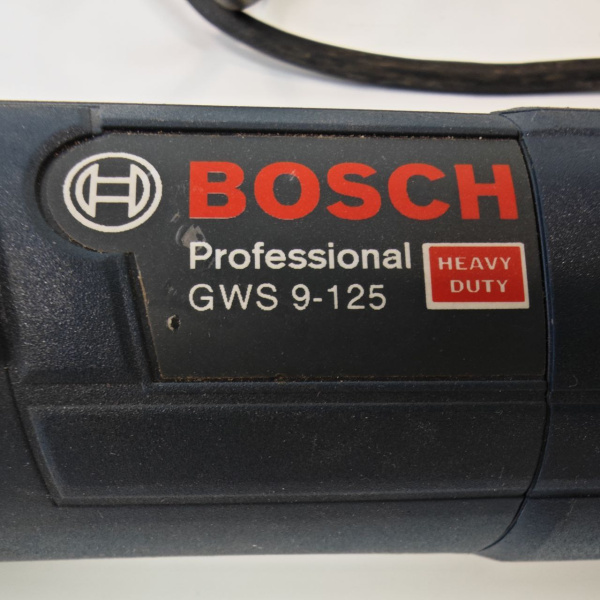 BOSCH
Professional
GWS 9-125
HEAVY
DUTY